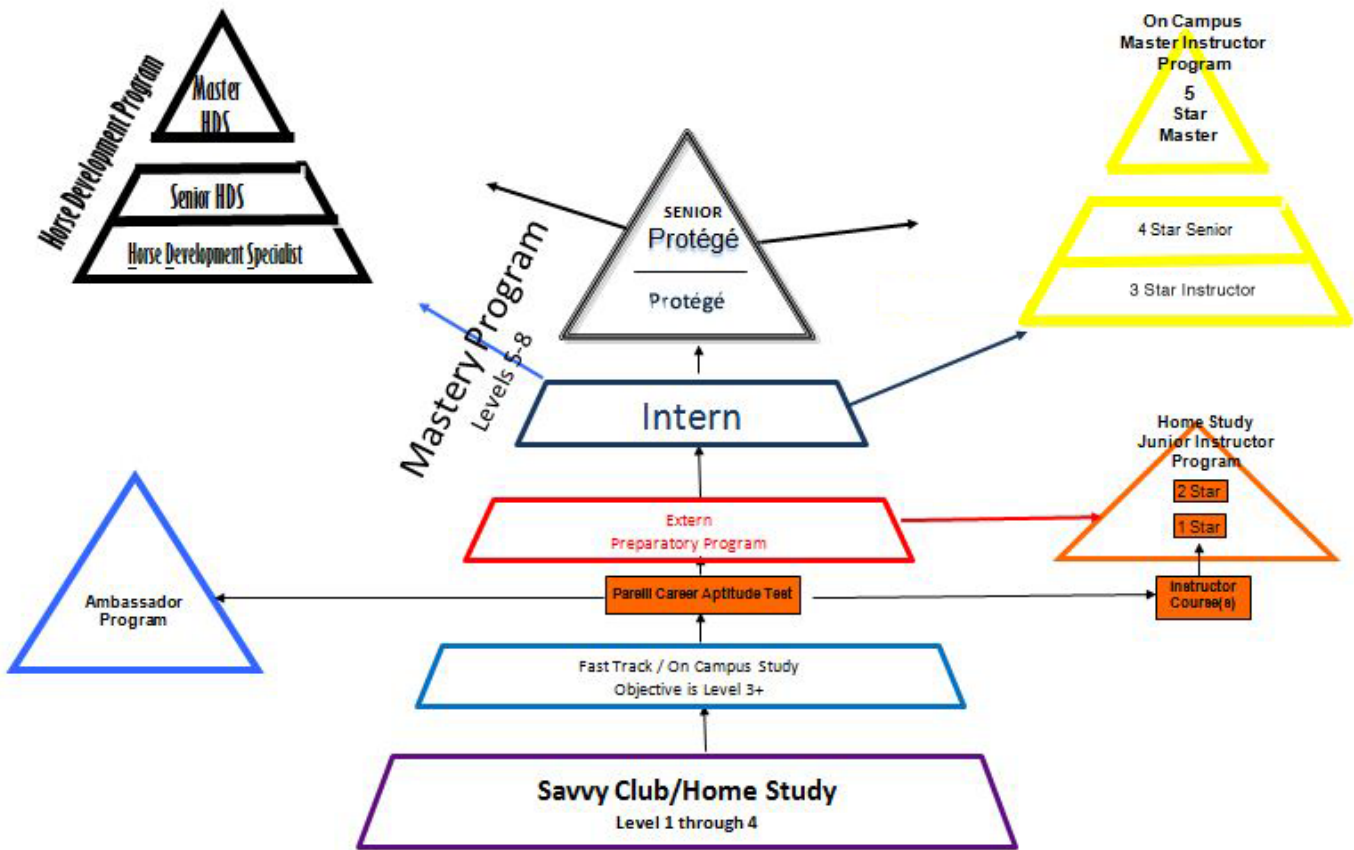 Horse Development Program
Master
HDS
Senior HDS
Horse Development Specialist
On Campus
Master Instructor
Program
5
Star
Master
4 Star Senior
3 Star Instructor
SENIOR
Protégé
Protégé
Mastery Program
Levels 5-8
Intern
Home Study
Junior Instructor
Program
2 Star
1 Star
Instructor
Course(s)
Extern
Preparatory Program
Parelli Career Aptitude Test
Ambassador
Program
Fast Track / On Campus Study
Objective is Level 3+
Savvy Club/Home Study
Level 1 through 4